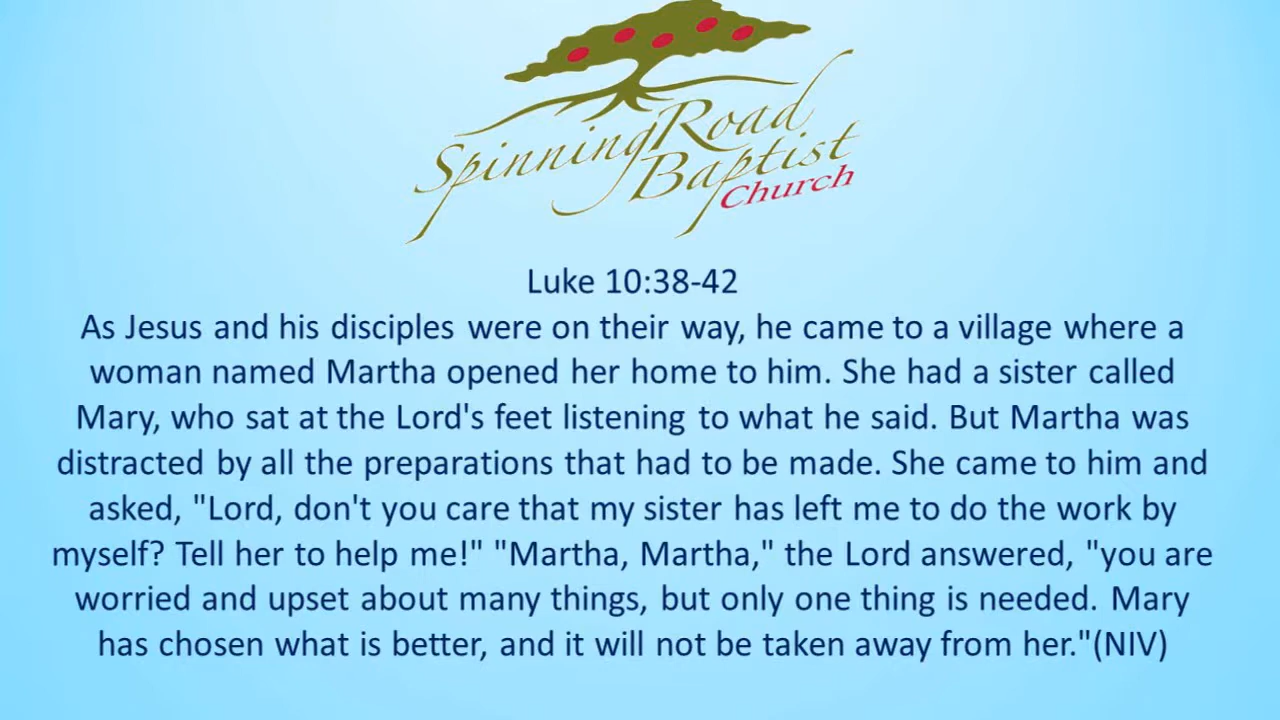 Spinning Road
Baptist
Church
Luke 10:38-42
As Jesus and his disciples were on their way, he came to a village where a
woman named Martha opened her home to him. She had a sister called
Mary, who sat at the Lord's feet listening to what he said. But Martha was
distracted by all the preparations that had to be made. She came to him and
asked, "Lord, don't you care that my sister has left me to do the work by
myself? Tell her to help me!" "Martha, Martha," the Lord answered, "you are
worried and upset about many things, but only one thing is needed. Mary
has chosen what is better, and it will not be taken away from her."(NIV)